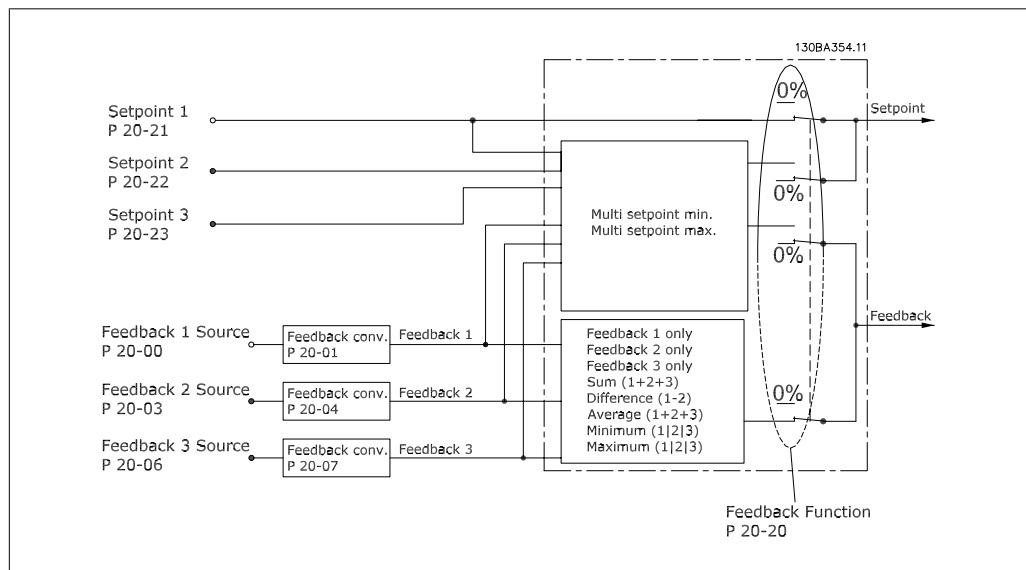 130BA354.11
Setpoint 1
P 20-21
Setpoint 2
P 20-22
Setpoint 3
P 20-23
0%
Setpoint
0%
Multi setpoint min.
Multi setpoint max.
0%
Feedback
Feedback 1 Source
P 20-00
Feedback conv.
P 20-01
Feedback 1
Feedback 2 Source
P 20-03
Feedback conv.
P 20-04
Feedback 2
Feedback 3 Source
P 20-06
Feedback conv.
P 20-07
Feedback 3
Feedback 1 only
Feedback 2 only
Feedback 3 only
Sum (1+2+3)
Difference (1-2)
Average (1+2+3)
Minimum (1|2|3)
Maximum (1|2|3)
0%
Feedback Function
P 20-20